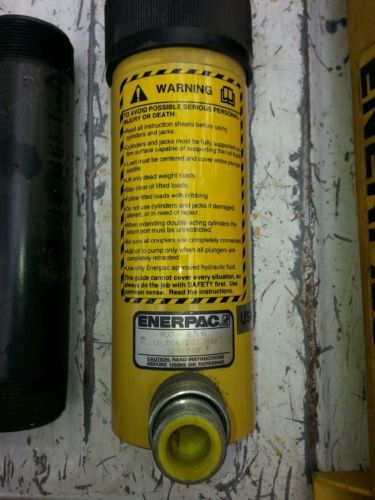 WARNING
TO AVOID POSSIBLE SERIOUS PERSONAL
INJURY OR DEATH:
•Read all instruction sheets before using
cylinders and jacks.
•Cylinders and jacks must be fully supported on
firm surface capable of supporting the full load.
•Load must be centered and cover entire plunger
saddle.
•Lift only dead weight loads.
•Stay clear of lifted loads.
•Follow lifted loads with cribbing.
•Do not use cylinders and jacks if damaged,
altered, or in need of repair.
•When extending double acting cylinders the
return port must be unrestricted.
•Be sure all couplers are completely connected.
•Add oil to pump only when all plungers are
completely retracted.
•Use only Enerpac approved hydraulic fluid.
This guide cannot cover every situation, so
always do the job with SAFETY first. Use
common sense. Read the instructions.
ENERPAC
RC
10,000 PSI MAX
CAUTION: READ INSTRUCTIONS
BEFORE USING OR REPAIRING
US